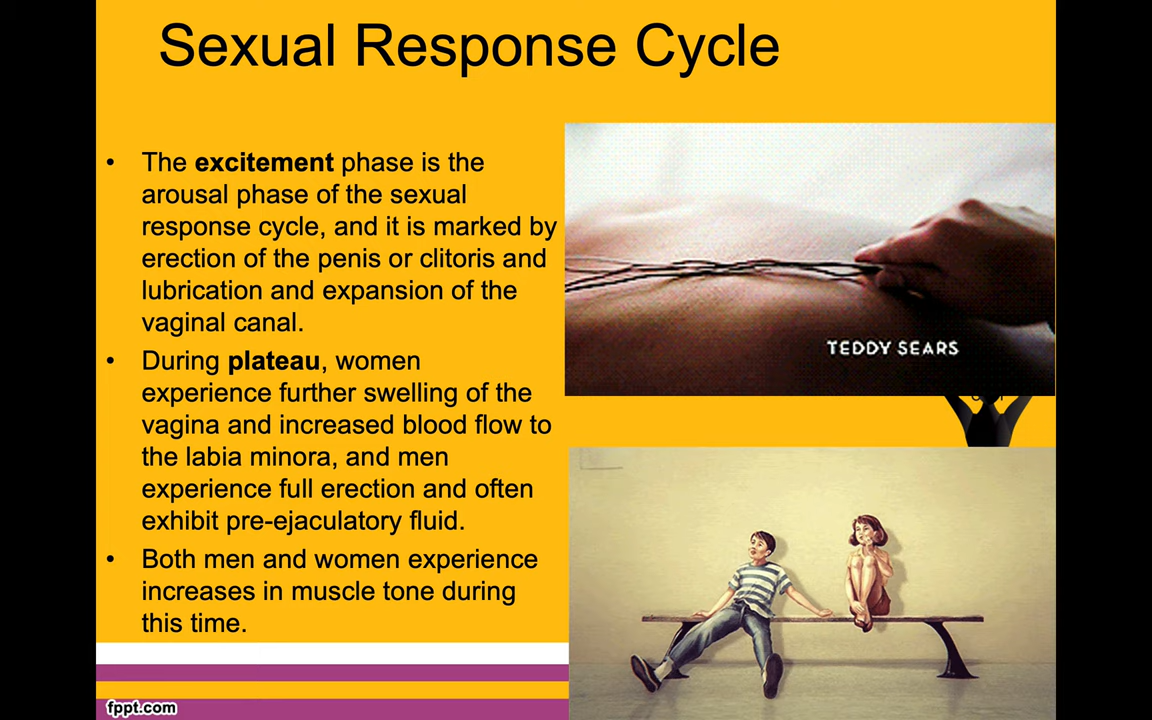 Sexual Response Cycle
• The excitement phase is the
arousal phase of the sexual
response cycle, and it is marked by
erection of the penis or clitoris and
lubrication and expansion of the
vaginal canal.
• During plateau, women
experience further swelling of the
vagina and increased blood flow to
the labia minora, and men
experience full erection and often
exhibit pre-ejaculatory fluid.
• Both men and women experience
increases in muscle tone during
this time.
TEDDY SEARS
fppt.com